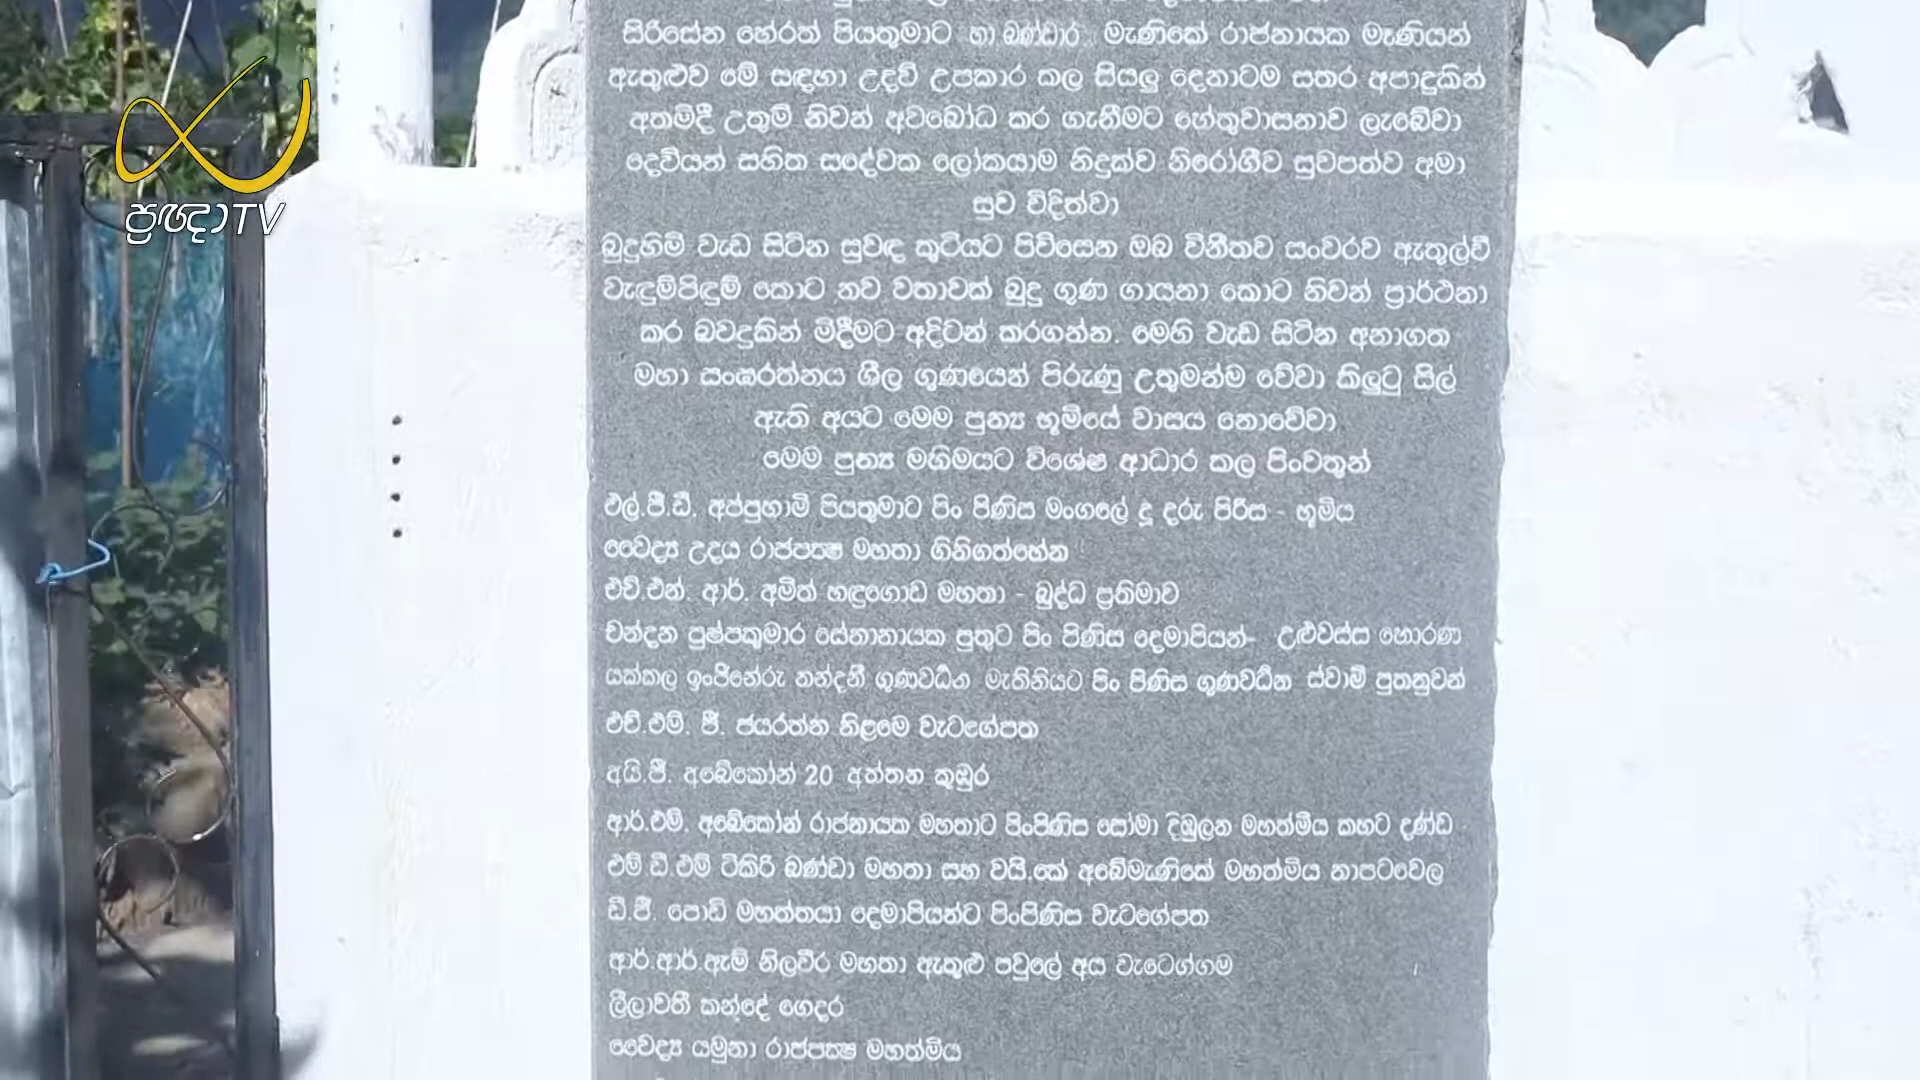 සිරිසේන හේරත් පියතුමාට හා බණ්ඩාර මැණිකේ රාජනායක මෑණියන්
ඇතුළුව මේ සඳහා උදව් උපකාර කල සියලු දෙනාටම සතර අපාදුකින්
අතමිදී උතුම් නිවන් අවබෝධ කර ගැනීමට හේතුවාසනාව ලැබේවා
දෙවියන් සහිත සදේවක ලෝකයාම නිදුක්ව නිරෝගීව සුවපත්ව අමා
සුව විදිත්වා
බුදුහිමි වැඩ සිටින සුවඳ කුටියට පිවිසෙන ඔබ විනීතව සංවරව ඇතුල්වී
වැඳුම්පිඳුම් කොට නව වතාවක් බුදු ගුණ ගායනා කොට නිවන් ප්‍රාර්ථනා
කර බවදුකින් මිදීමට අදිටන් කරගන්න. මෙහි වැඩ සිටින අනාගත
මහා සංඝරත්නය ශීල ගුණයෙන් පිරුණු උතුමන්ම වේවා කිලුටු සිල්
ඇති අයට මෙම පුන්‍ය භූමියේ වාසය නොවේවා
මෙම පුන්‍ය මහිමයට විශේෂ ආධාර කල පිංවතුන්
එල්.පී.ඩී. අප්පුහාමි පියතුමාට පිං පිණිස මංගලේ දූ දරු පිරිස - භූමිය
වෛද්‍ය උදය රාජපක්‍ෂ මහතා ගිනිගත්හේන
එච්.එන්. ආර්. අමිත් හඳගොඩ මහතා - බුද්ධ ප්‍රතිමාව
චන්දන පුෂ්පකුමාර සේනානායක පුතුට පිං පිණිස දෙමාපියන්- උළුවස්ස හොරණ
යක්කල ඉංජිනේරු නන්දනී ගුණවර්ධන මැතිනියට පිං පිණිස ගුණවර්ධන ස්වාමි පුතනුවන්
එච්.එම්. ජී. ජයරත්න නිළමෙ වැටගේපත
අයි.ජී. අබේකෝන් 20 අත්තන කුඹුර
ආර්.එම්. අබේකෝන් රාජනායක මහතාට පිංපිණිස සෝමා දිඹුලන මහත්මිය කහට දණ්ඩ
එම්.ඩී.එම් ටිකිරි බණ්ඩා මහතා සහ වයි.කේ අබේමැණිකේ මහත්මිය නාපටවෙල
ඩී.ජී. පොඩි මහත්තයා දෙමාපියන්ට පිංපිණිස වැටගේපත
ආර්.ආර්.ඇම් නිලවීර මහතා ඇතුළු පවුලේ අය වැටෙග්ගම
ලීලාවතී කන්දේ ගෙදර
වෛද්‍ය යමුනා රාජපක්‍ෂ මහත්මිය
ප්‍රඥාTV